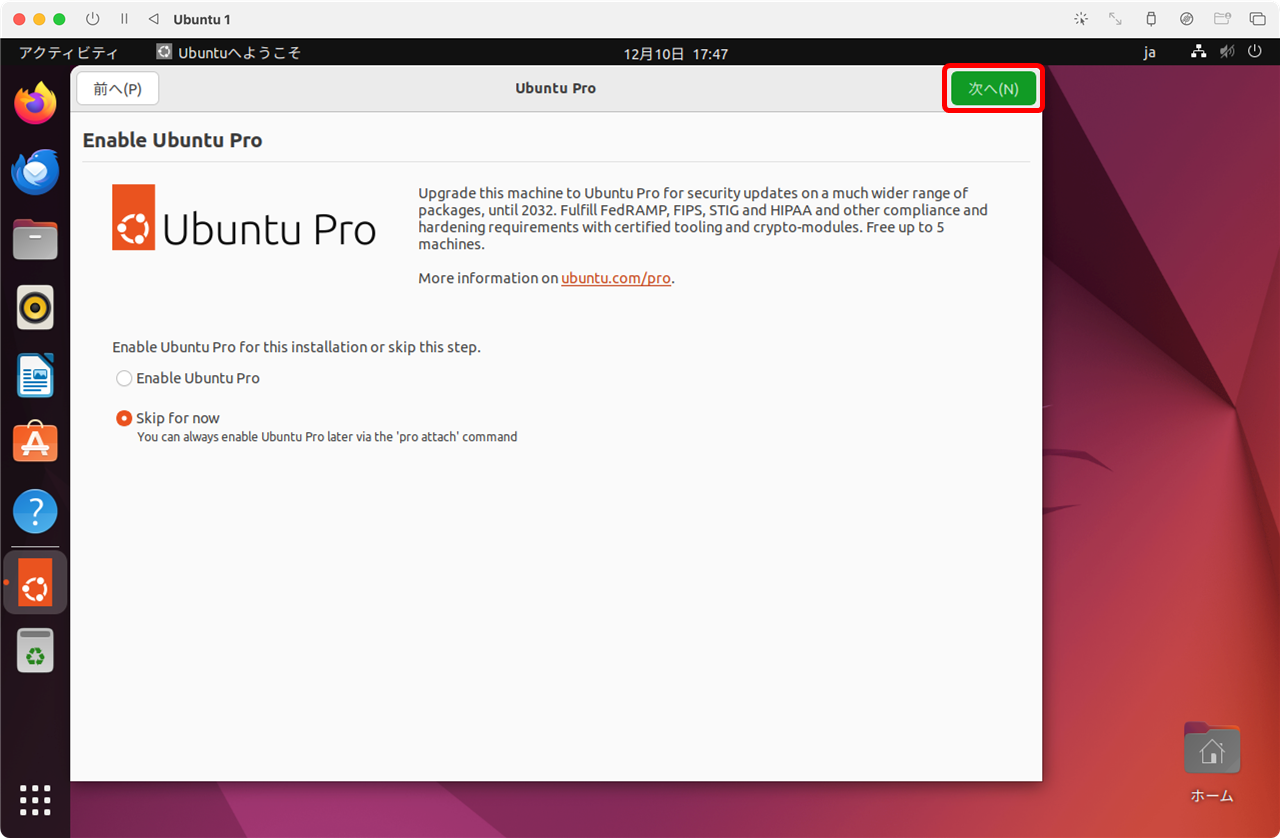 Ubuntu 1
アクティビティ
Ubuntuへようこそ
12月10日 17:47
ja
前へ(P)
Ubuntu Pro
次へ(N)
Enable Ubuntu Pro
Ubuntu Pro
Upgrade this machine to Ubuntu Pro for security updates on a much wider range of
packages, until 2032. Fulfill FedRAMP, FIPS, STIG and HIPAA and other compliance and
hardening requirements with certified tooling and crypto-modules. Free up to 5
machines.
More information on ubuntu.com/pro.
Enable Ubuntu Pro for this installation or skip this step.
Enable Ubuntu Pro
Skip for now
You can always enable Ubuntu Pro later via the 'pro attach' command
ホーム